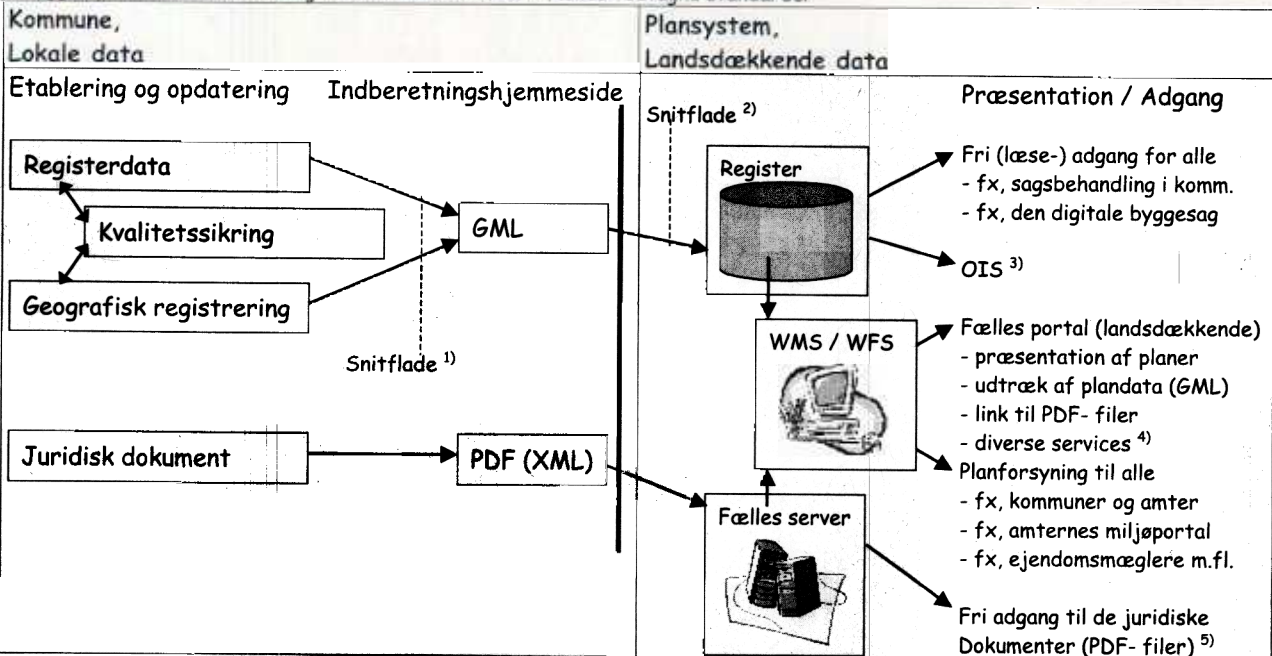 Kommune,
Lokale data
Plansystem,
Landsdækkende data
Etablering og opdatering
Indberetningshjemmeside
Registerdata
Kvalitetssikring
Geografisk registrering
GML
Snitflade 1)
Juridisk dokument
PDF (XML)
Snitflade 2)
Register
WMS / WFS
Fælles server
Præsentation / Adgang
Fri (læse-) adgang for alle
- fx, sagsbehandling i komm.
- fx, den digitale byggesag
OIS 3)
Fælles portal (landsdækkende)
- præsentation af planer
- udtræk af plandata (GML)
- link til PDF- filer
- diverse services 4)
Planforsyning til alle
- fx, kommuner og amter
- fx, amternes miljøportal
- fx, ejendomsmæglere m.fl.
Fri adgang til de juridiske
Dokumenter (PDF- filer) 5)